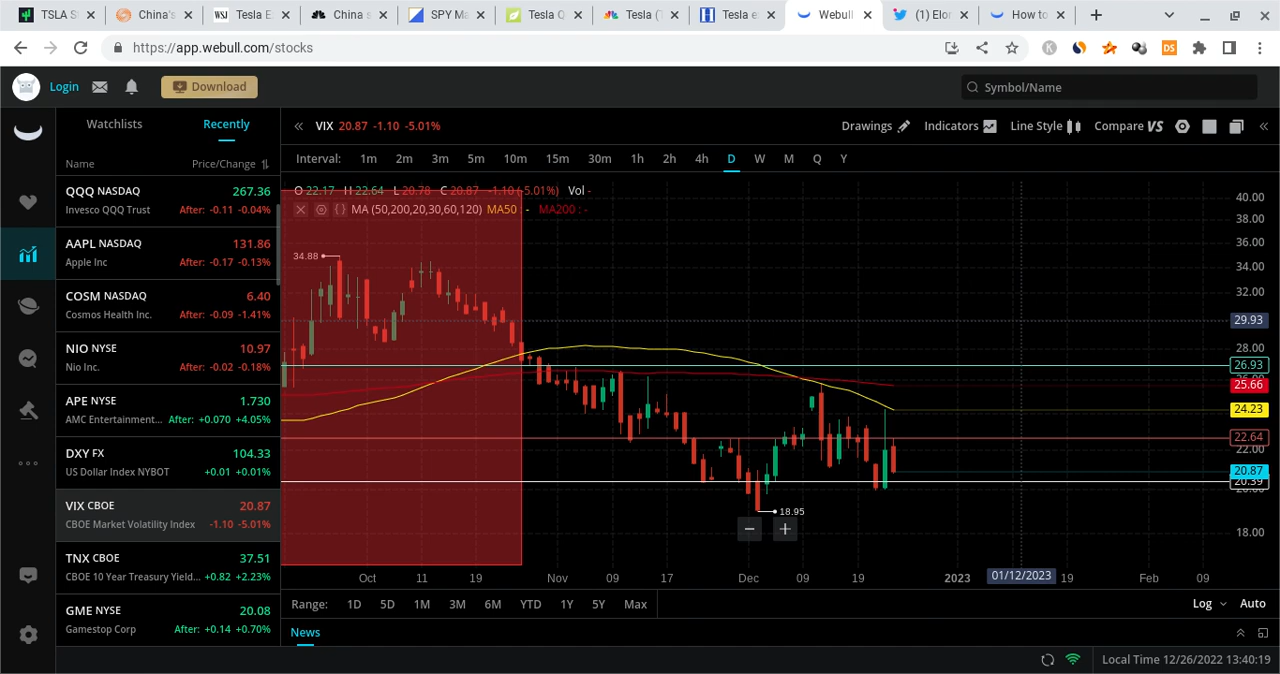 TSLA S
China's
WSJ Tesla E
China s
SPY Ma
Tesla Q
Tesla (T
Tesla e
Webull
(1) Elor
How to
https://app.webull.com/stocks
DS
Login
Download
Symbol/Name
Watchlists
Recently
VIX 20.87 -1.10 -5.01%
Drawings
Indicators
Line Style
Compare VS
Name
Price/Change
Interval: 1m 2m 3m 5m 10m 15m 30m 1h 2h 4h D W M Q Y
QQQ NASDAQ 267.36
Invesco QQQ Trust After: -0.11 -0.04%
AAPL NASDAQ 131.86
Apple Inc After: -0.17 -0.13%
COSM NASDAQ 6.40
Cosmos Health Inc. After: -0.09 -1.41%
NIO NYSE 10.97
Nio Inc. After: -0.02 -0.18%
APE NYSE 1.730
AMC Entertainment... After: +0.070 +4.05%
DXY FX 104.33
US Dollar Index NYBOT +0.01 +0.01%
VIX CBOE 20.87
CBOE Market Volatility Index -1.10 -5.01%
TNX CBOE 37.51
CBOE 10 Year Treasury Yield... +0.82 +2.23%
GME NYSE 20.08
Gamestop Corp After: +0.14 +0.70%
O 22.17 H 22.64 L 20.78 C 20.87 -1.10 (-5.01%) Vol -
MA (50,200,20,30,60,120) MA50 : - MA200 : -
34.88
18.95
40.00
38.00
36.00
34.00
32.00
29.93
28.00
26.93
26.00
25.66
24.23
22.64
22.00
20.87
20.39
20.00
18.00
Oct 11 19 Nov 09 17 Dec 09 19 2023 01/12/2023 19 Feb 09
Range: 1D 5D 1M 3M 6M YTD 1Y 5Y Max
Log Auto
News
Local Time 12/26/2022 13:40:19